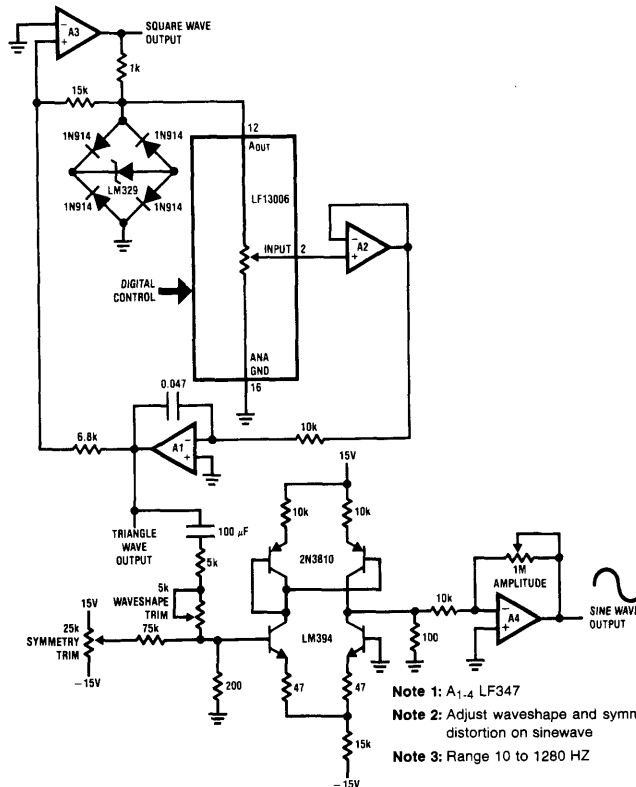 A3
SQUARE WAVE
OUTPUT
1k
15k
1N914
1N914
LM329
1N914
1N914
12
AOUT
LF13006
INPUT
2
A2
DIGITAL
CONTROL
ANA
GND
16
0.047
6.8k
A1
10k
15V
TRIANGLE
WAVE
OUTPUT
100 µF
5k
5k
WAVESHAPE
TRIM
10k
10k
2N3810
1M
AMPLITUDE
10k
A4
SINE WAVE
OUTPUT
15V
25k
SYMMETRY
TRIM
75k
-15V
200
LM394
100
47
47
15k
-15V
Note 1: A1-4 LF347
Note 2: Adjust waveshape and symm
distortion on sinewave
Note 3: Range 10 to 1280 HZ
- +
- +
- +
- +